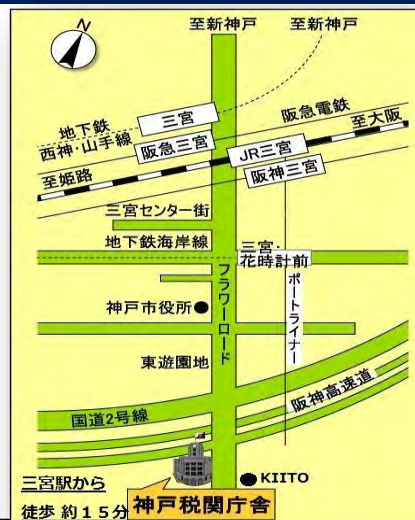 至新神戸
至新神戸
N
三宮
地下鉄
西神・山手線
阪急電鉄
阪急三宮
至大阪
JR三宮
阪神三宮
至姫路
三宮センター街
地下鉄海岸線
三宮・
花時計前
フラワーロード
ポートライナー
神戸市役所
東遊園地
阪神高速道
国道2号線
KIITO
三宮駅から
徒歩 約15分
神戸税関庁舎